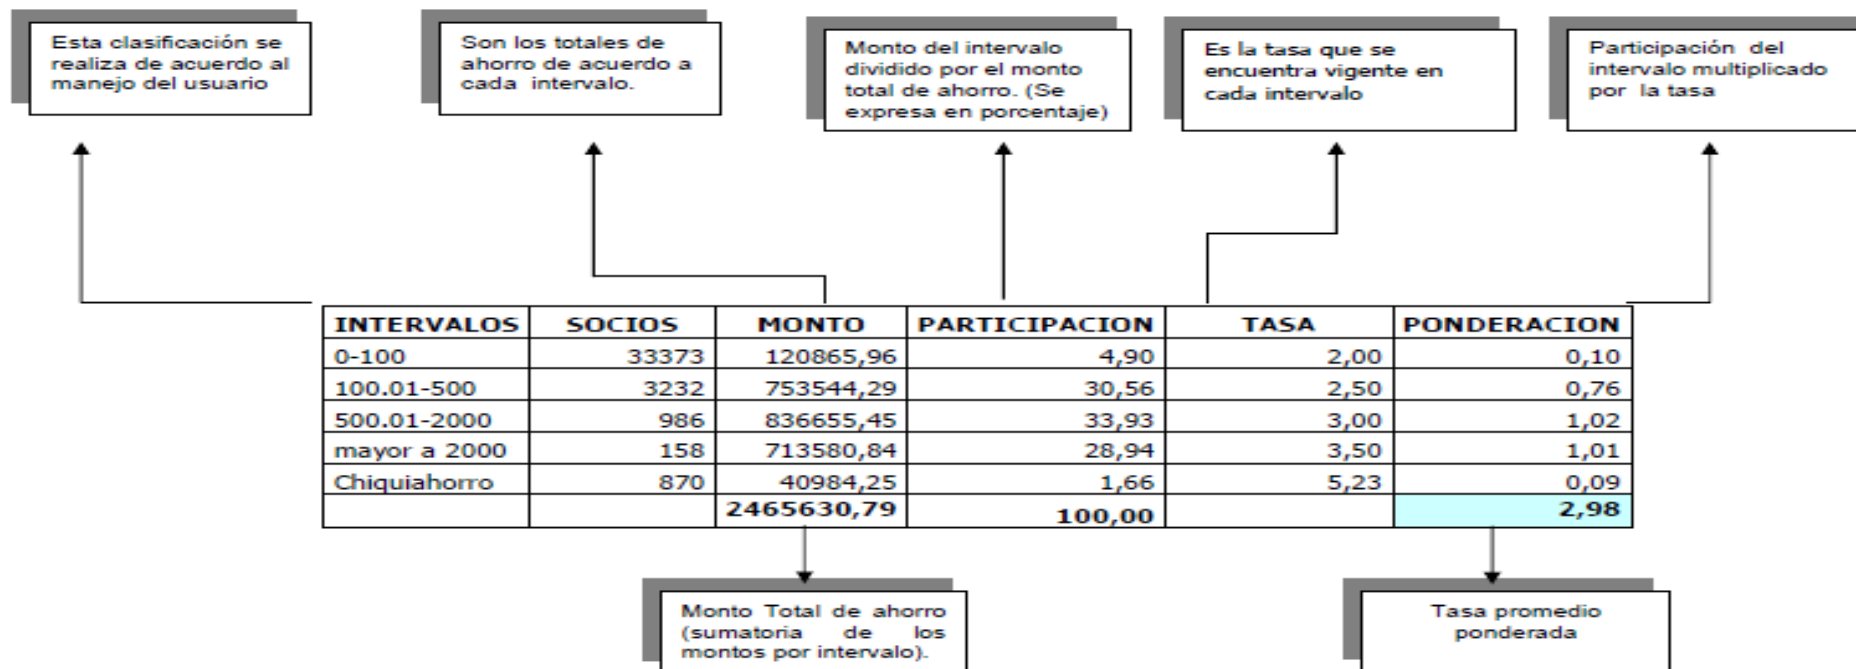 Esta clasificación se
realiza de acuerdo al
manejo del usuario
Son los totales de
ahorro de acuerdo a
cada intervalo.
Monto del intervalo
dividido por el monto
total de ahorro. (Se
expresa en porcentaje)
Es la tasa que se
encuentra vigente en
cada intervalo
Participación del
intervalo multiplicado
por la tasa
INTERVALOS SOCIOS MONTO PARTICIPACION TASA PONDERACION
0-100 33373 120865,96 4,90 2,00 0,10
100.01-500 3232 753544,29 30,56 2,50 0,76
500.01-2000 986 836655,45 33,93 3,00 1,02
mayor a 2000 158 713580,84 28,94 3,50 1,01
Chiquiahorro 870 40984,25 1,66 5,23 0,09
2465630,79 100,00 2,98
Monto Total de ahorro
(sumatoria de los
montos por intervalo).
Tasa promedio
ponderada